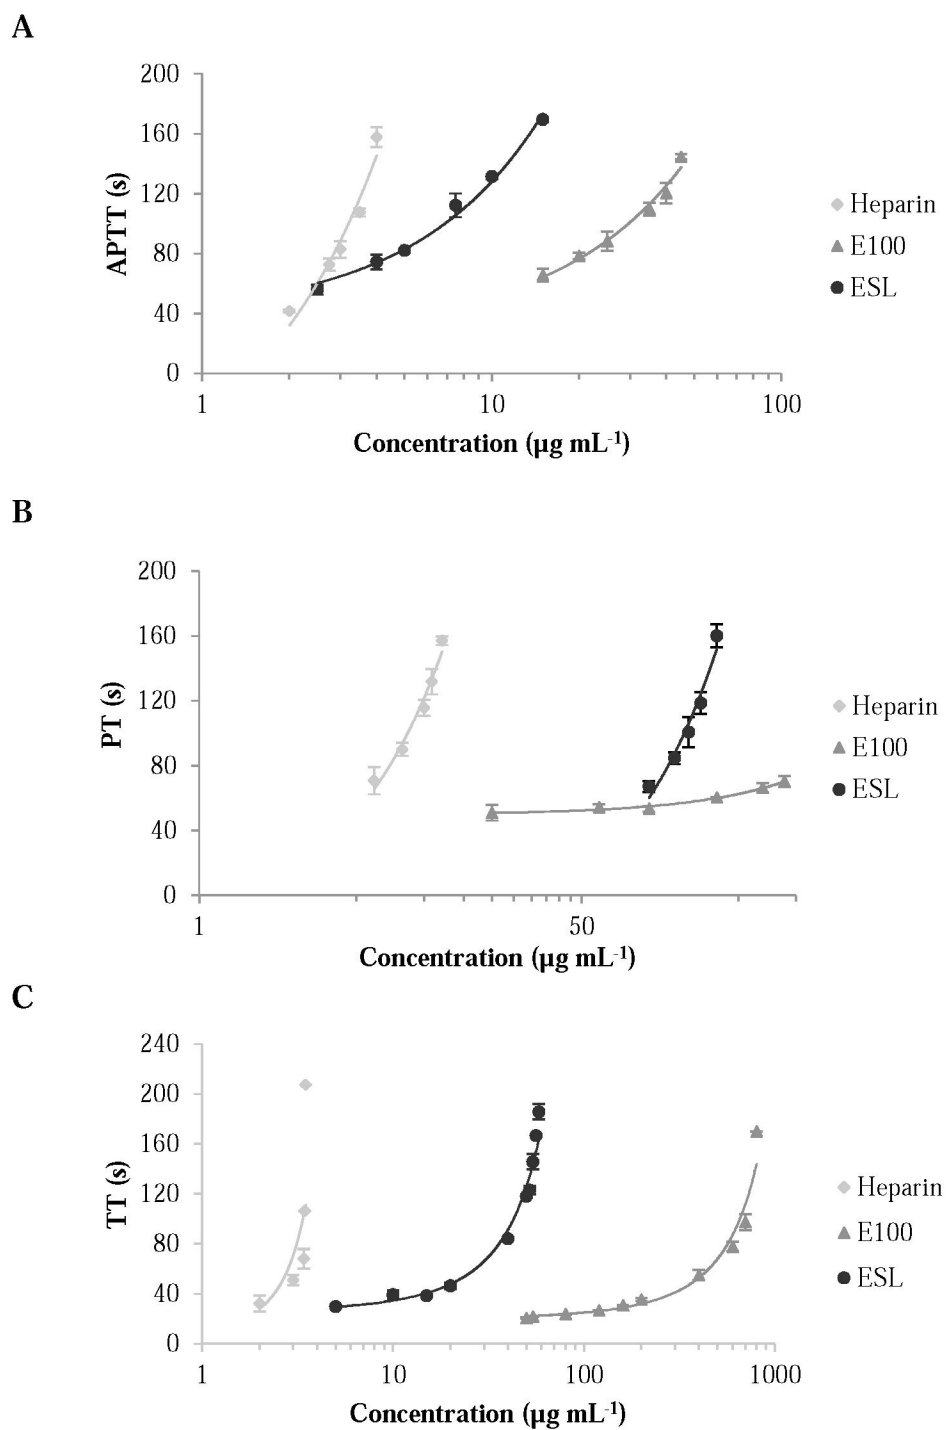 A
200
160
120
80
40
0
APTT (s)
1
10
100
Concentration (µg mL-1)
Heparin
E100
ESL
B
200
160
120
80
40
0
PT (s)
1
50
Concentration (µg mL-1)
Heparin
E100
ESL
C
240
200
160
120
80
40
0
TT (s)
1
10
100
1000
Concentration (µg mL-1)
Heparin
E100
ESL